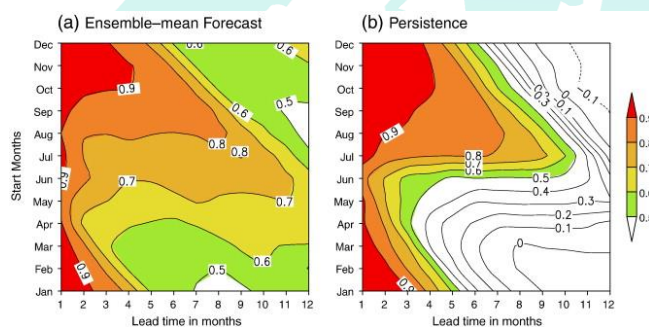 (a) Ensemble–mean Forecast
(b) Persistence
Start Months
Dec
Nov
Oct
Sep
Aug
Jul
Jun
May
Apr
Mar
Feb
Jan
0.6
0.6
0.9
0.5
0.6
0.8
0.8
0.9
0.7
0.7
0.6
0.5
0.9
1 2 3 4 5 6 7 8 9 10 11 12
Lead time in months
Dec
Nov
Oct
Sep
Aug
Jul
Jun
May
Apr
Mar
Feb
Jan
0
0.3
-0.1
-0.1
0.9
0.8
0.7
0.6
0.5
0.4
0.3
0.2
0.1
0
0.9
1 2 3 4 5 6 7 8 9 10 11 12
Lead time in months